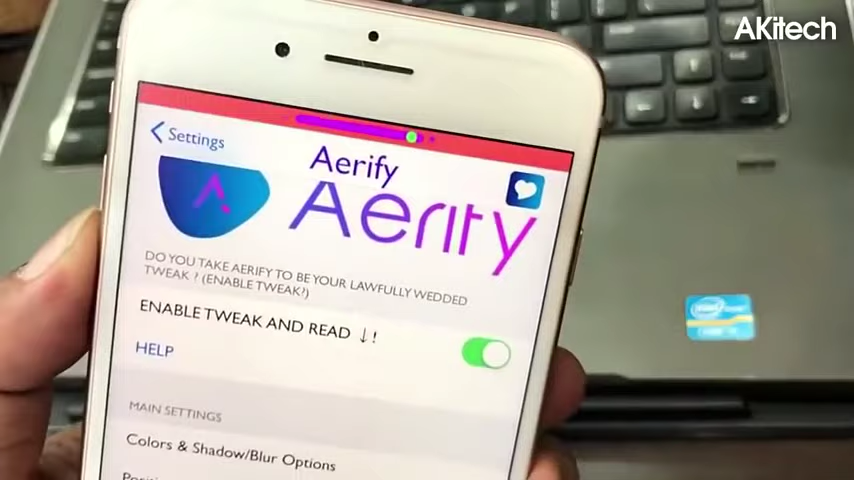 AKitech
Settings
Aerify
Aerity
DO YOU TAKE AERIFY TO BE YOUR LAWFULLY WEDDED
TWEAK ? (ENABLE TWEAK?)
ENABLE TWEAK AND READ ↓!
HELP
MAIN SETTINGS
Colors & Shadow/Blur Options